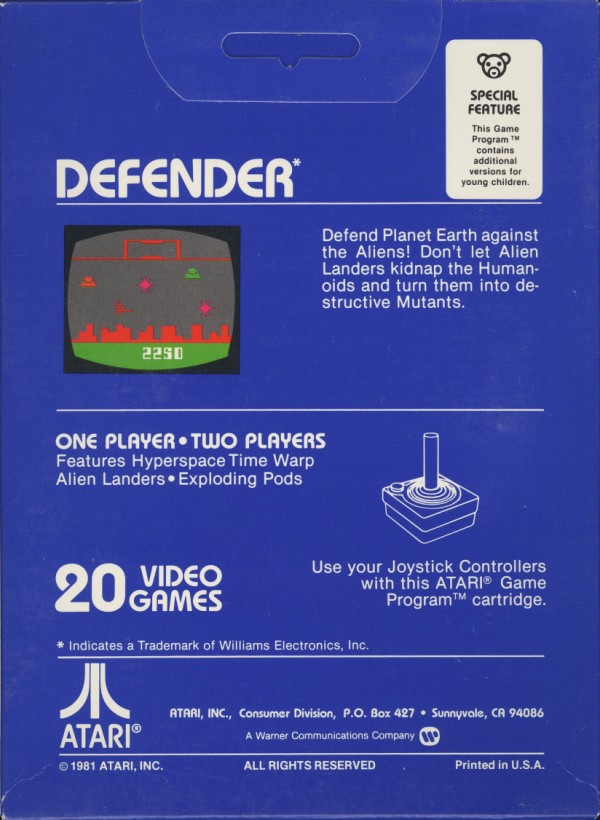 SPECIAL
FEATURE
This Game
Program™
contains
additional
versions for
young children.
DEFENDER*
Defend Planet Earth against
the Aliens! Don't let Alien
Landers kidnap the Human-
oids and turn them into de-
structive Mutants.
2250
ONE PLAYER • TWO PLAYERS
Features Hyperspace Time Warp
Alien Landers • Exploding Pods
20 VIDEO
GAMES
Use your Joystick Controllers
with this ATARI® Game
Program™ cartridge.
* Indicates a Trademark of Williams Electronics, Inc.
ATARI®
ATARI, INC., Consumer Division, P.O. Box 427 • Sunnyvale, CA 94086
A Warner Communications Company
© 1981 ATARI, INC. ALL RIGHTS RESERVED Printed in U.S.A.